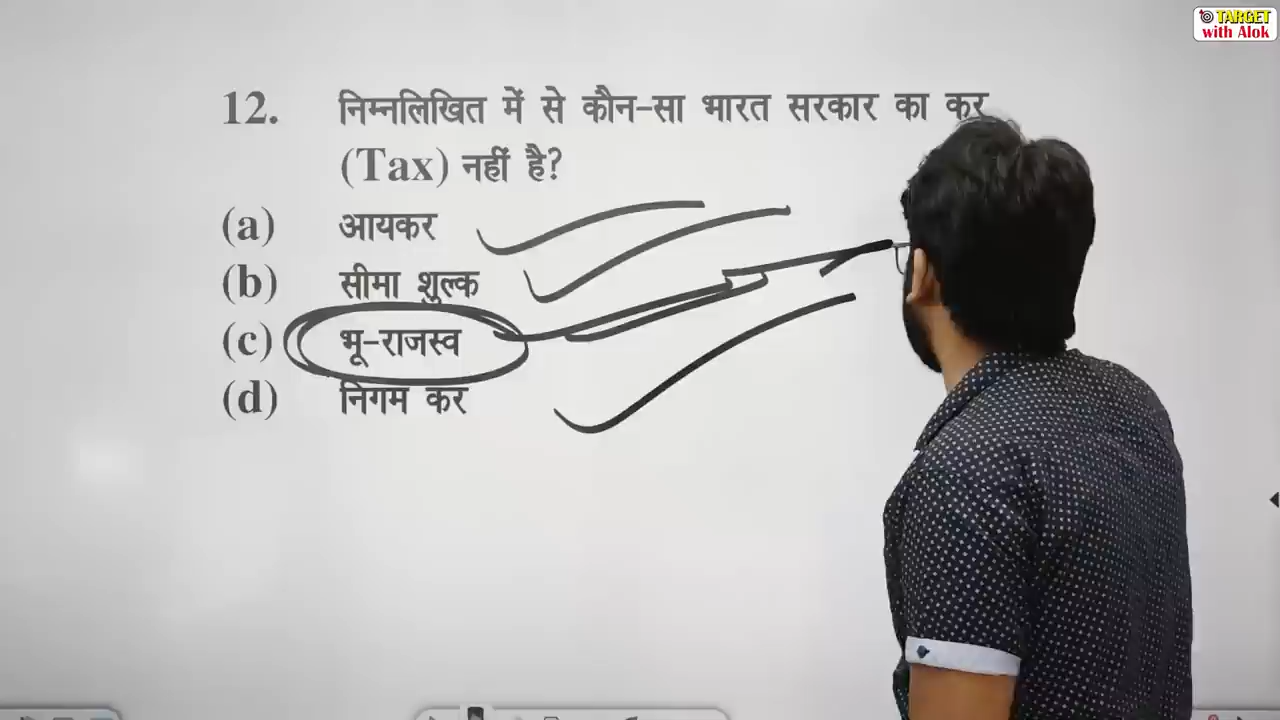 TARGET
with Alok
12. निम्नलिखित में से कौन-सा भारत सरकार का कर
(Tax) नहीं है?
(a) आयकर
(b) सीमा शुल्क
(c) भू-राजस्व
(d) निगम कर